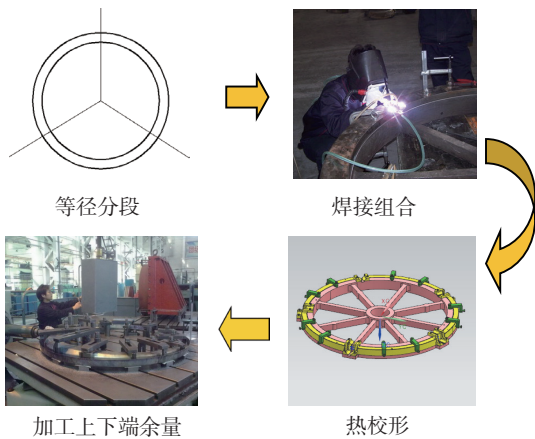 等径分段
焊接组合
热校形
加工上下端余量